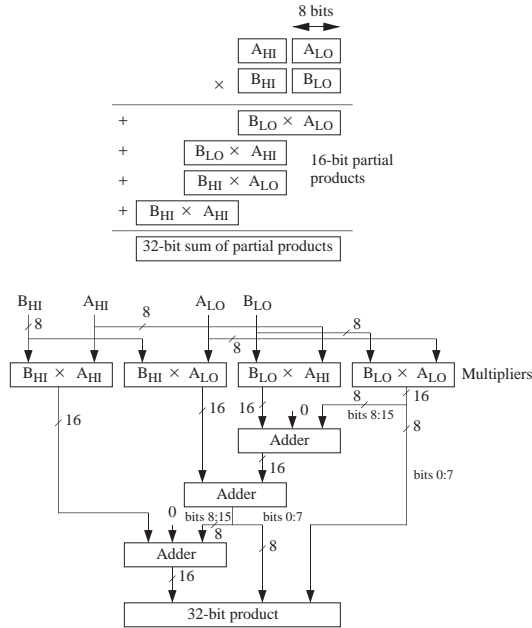 8 bits
A_HI A_LO
× B_HI B_LO
+ B_LO × A_LO
+ B_LO × A_HI 16-bit partial
+ B_HI × A_LO products
+ B_HI × A_HI
32-bit sum of partial products
B_HI A_HI A_LO B_LO
8 8 8 8
B_HI × A_HI B_HI × A_LO B_LO × A_HI B_LO × A_LO Multipliers
16 16 16 0 8 16
bits 8:15 8
Adder
16
bits 0:7
Adder
0 bits 8:15 bits 0:7
8 8
Adder
16
32-bit product